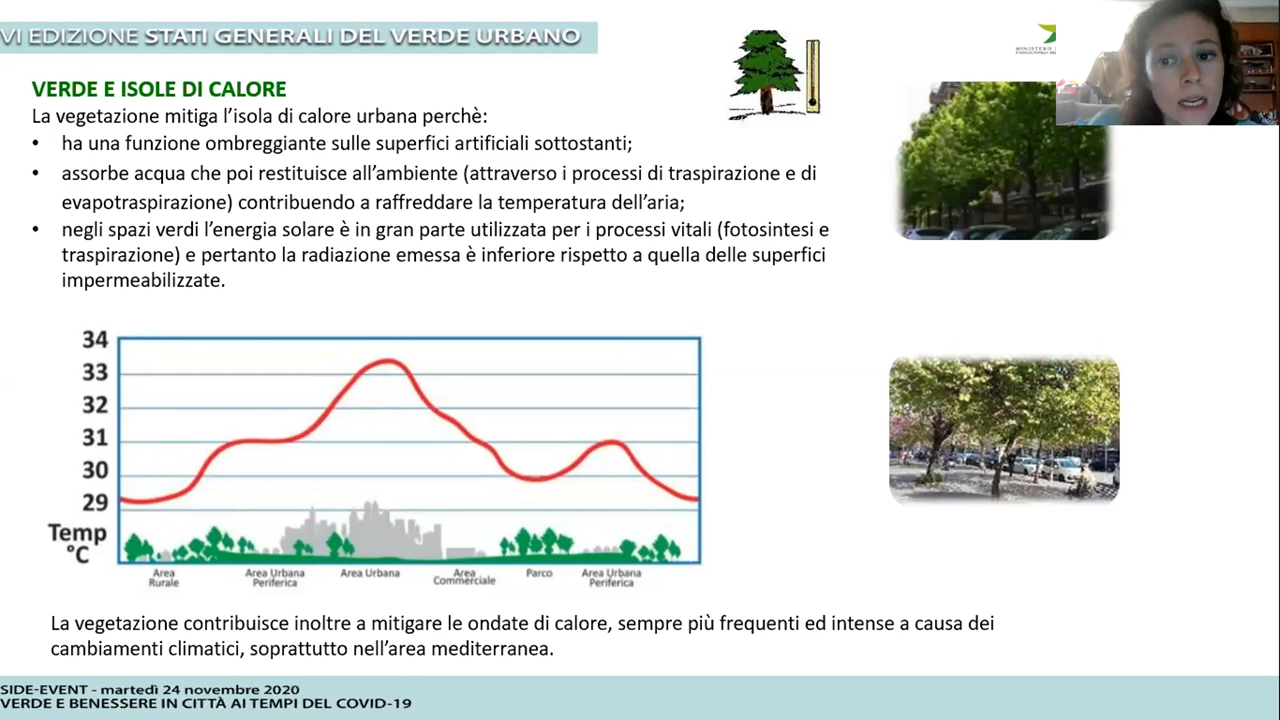 VI EDIZIONE STATI GENERALI DEL VERDE URBANO
VERDE E ISOLE DI CALORE
La vegetazione mitiga l'isola di calore urbana perchè:
• ha una funzione ombreggiante sulle superfici artificiali sottostanti;
• assorbe acqua che poi restituisce all'ambiente (attraverso i processi di traspirazione e di
evapotraspirazione) contribuendo a raffreddare la temperatura dell'aria;
• negli spazi verdi l'energia solare è in gran parte utilizzata per i processi vitali (fotosintesi e
traspirazione) e pertanto la radiazione emessa è inferiore rispetto a quella delle superfici
impermeabilizzate.
34
33
32
31
30
29
Temp
°C
Area
Rurale
Area Urbana
Periferica
Area Urbana
Area
Commerciale
Parco
Area Urbana
Periferica
La vegetazione contribuisce inoltre a mitigare le ondate di calore, sempre più frequenti ed intense a causa dei
cambiamenti climatici, soprattutto nell'area mediterranea.
SIDE-EVENT - martedì 24 novembre 2020
VERDE E BENESSERE IN CITTÀ AI TEMPI DEL COVID-19